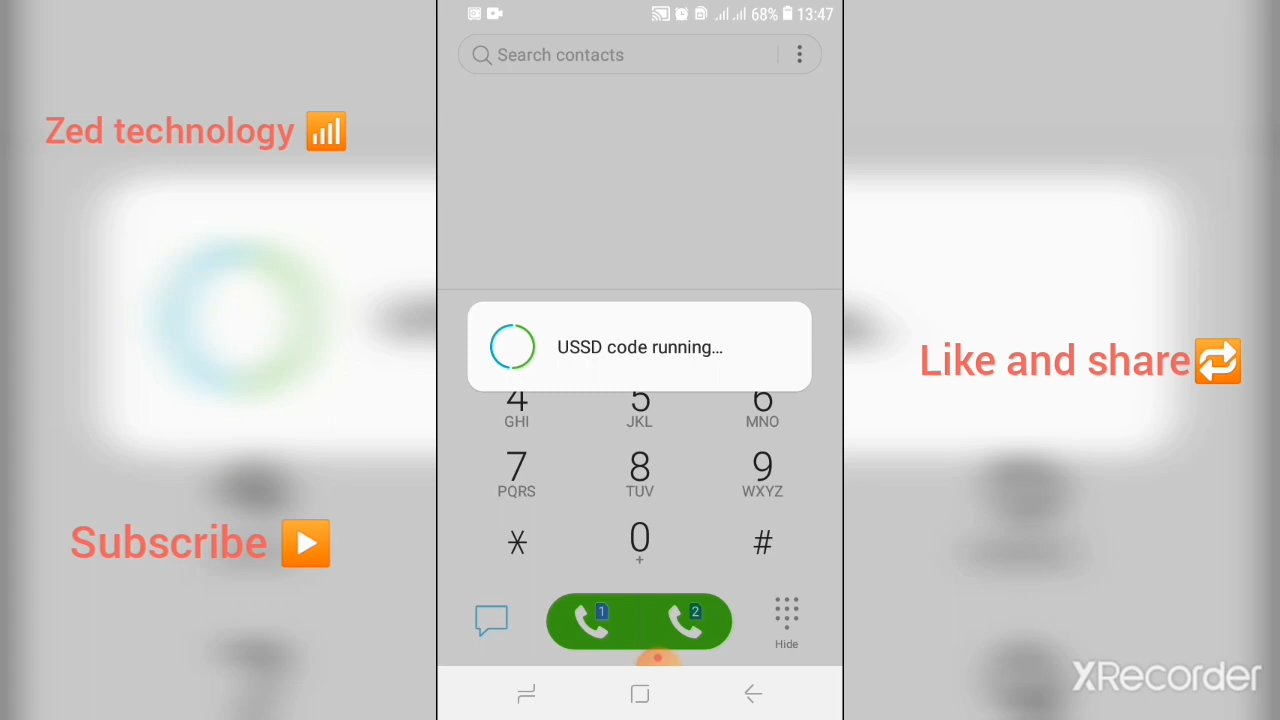 68% 13:47
Search contacts
Zed technology
USSD code running...
Like and share
4 5 6
GHI JKL MNO
7 8 9
PQRS TUV WXYZ
* 0 #
+
Subscribe
1 2
Hide
XRecorder